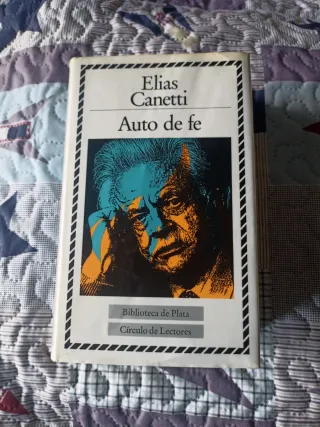 Elias
Canetti
Auto de fe
Biblioteca de Plata
Círculo de Lectores